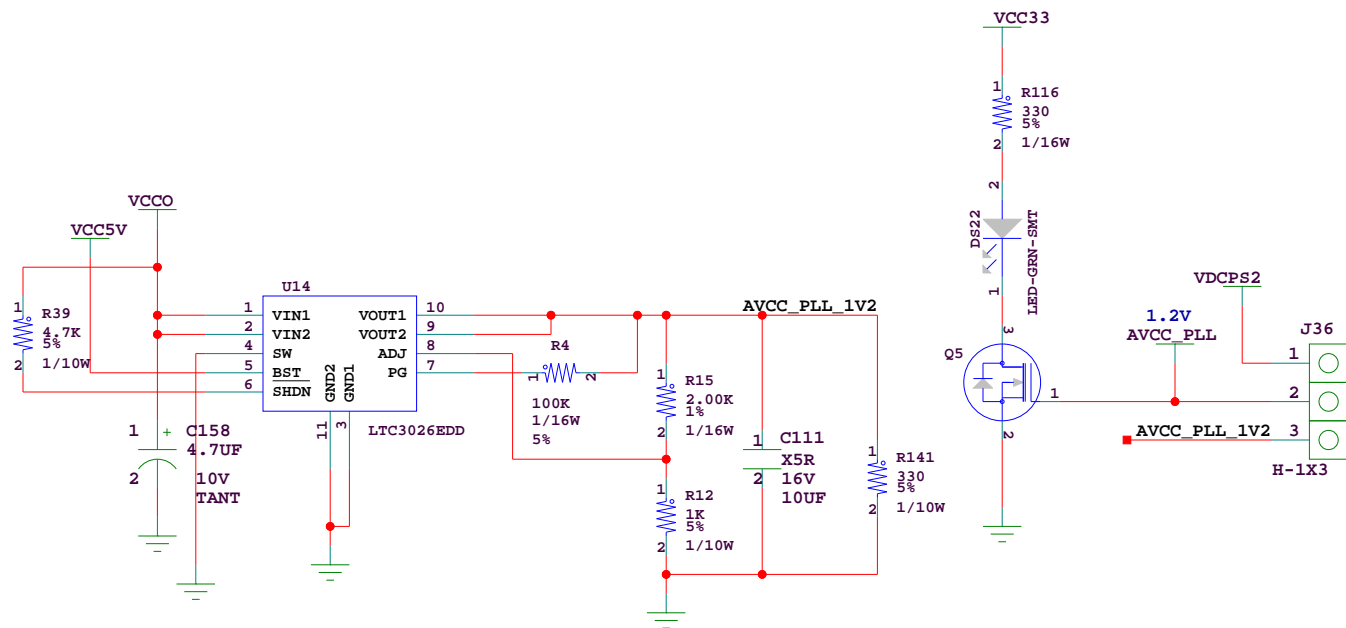 VCC33
1
R116
330
5%
1/16W
2
2
DS22
LED-GRN-SMT
1
VCCO
VCC5V
VDCPS2
1
R39
4.7K
5%
1/10W
2
U14
1
VIN1
VOUT1
10
2
VIN2
VOUT2
9
4
SW
ADJ
8
5
BST
PG
7
6
SHDN
GND2
GND1
11
3
LTC3026EDD
AVCC_PLL_1V2
R4
1
2
100K
1/16W
5%
1
R15
2.00K
1%
1/16W
2
1
C158
+
4.7UF
2
10V
TANT
1
C111
X5R
2
16V
10UF
1
R141
330
5%
2
1/10W
1
R12
1K
5%
2
1/10W
3
Q5
1
2
1.2V
AVCC_PLL
J36
1
2
AVCC_PLL_1V2
3
H-1X3